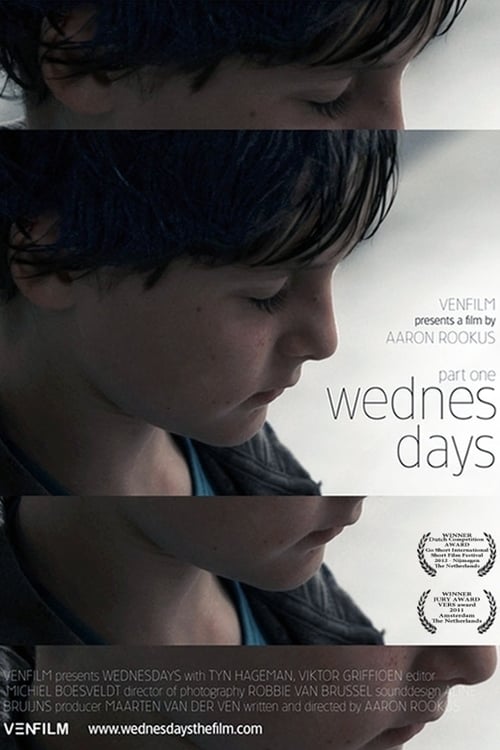 VENFILM
presents a film by
AARON ROOKUS
part one
wednes
days
WINNER
Dutch Competition
AWARD
Go Short International
Short Film Festival
2012 - Nijmegen
The Netherlands
WINNER
JURY AWARD
VERS award
2011
Amsterdam
The Netherlands
VENFILM presents WEDNESDAYS with TYN HAGEMAN, VIKTOR GRIFFIOEN editor
MICHIEL BOESVELDT director of photography ROBBIE VAN BRUSSEL sounddesign ALINE
BRUIJNS producer MAARTEN VAN DER VEN written and directed by AARON ROOKUS
VENFILM www.wednesdaysthefilm.com